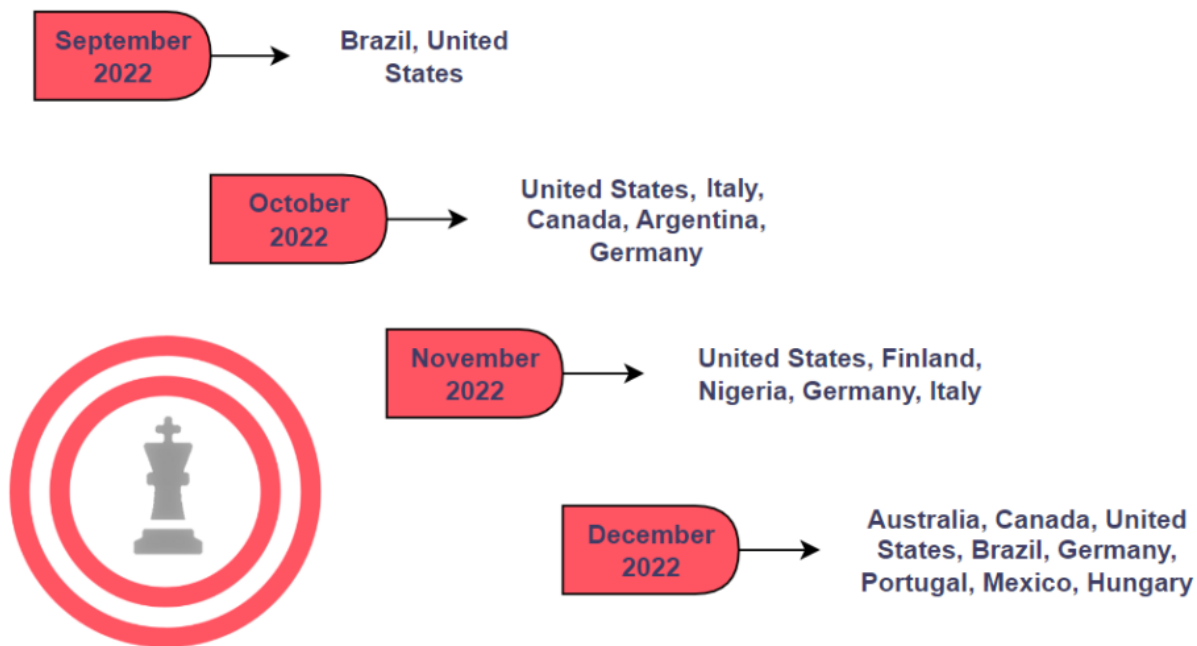 September
2022
Brazil, United
States
October
2022
United States, Italy,
Canada, Argentina,
Germany
November
2022
United States, Finland,
Nigeria, Germany, Italy
December
2022
Australia, Canada, United
States, Brazil, Germany,
Portugal, Mexico, Hungary